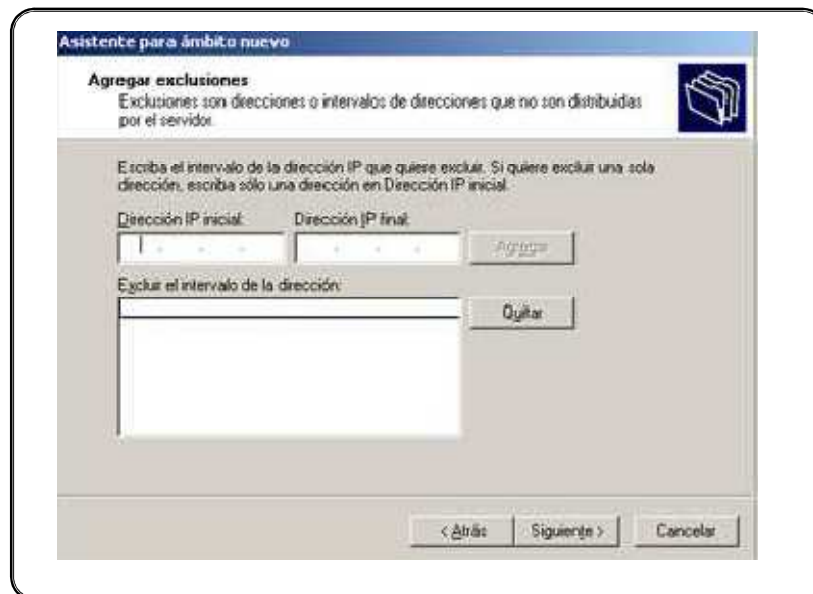 Asistente para ámbito nuevo
Agregar exclusiones
Exclusiones son direcciones o intervalos de direcciones que no son distribuidas
por el servidor.
Escriba el intervalo de la dirección IP que quiere excluir. Si quiere excluir una sola
dirección, escriba sólo una dirección en Dirección IP inicial.
Dirección IP inicial: Dirección IP final:
Agregar
Excluir el intervalo de la dirección:
Quitar
< Atrás Siguiente > Cancelar